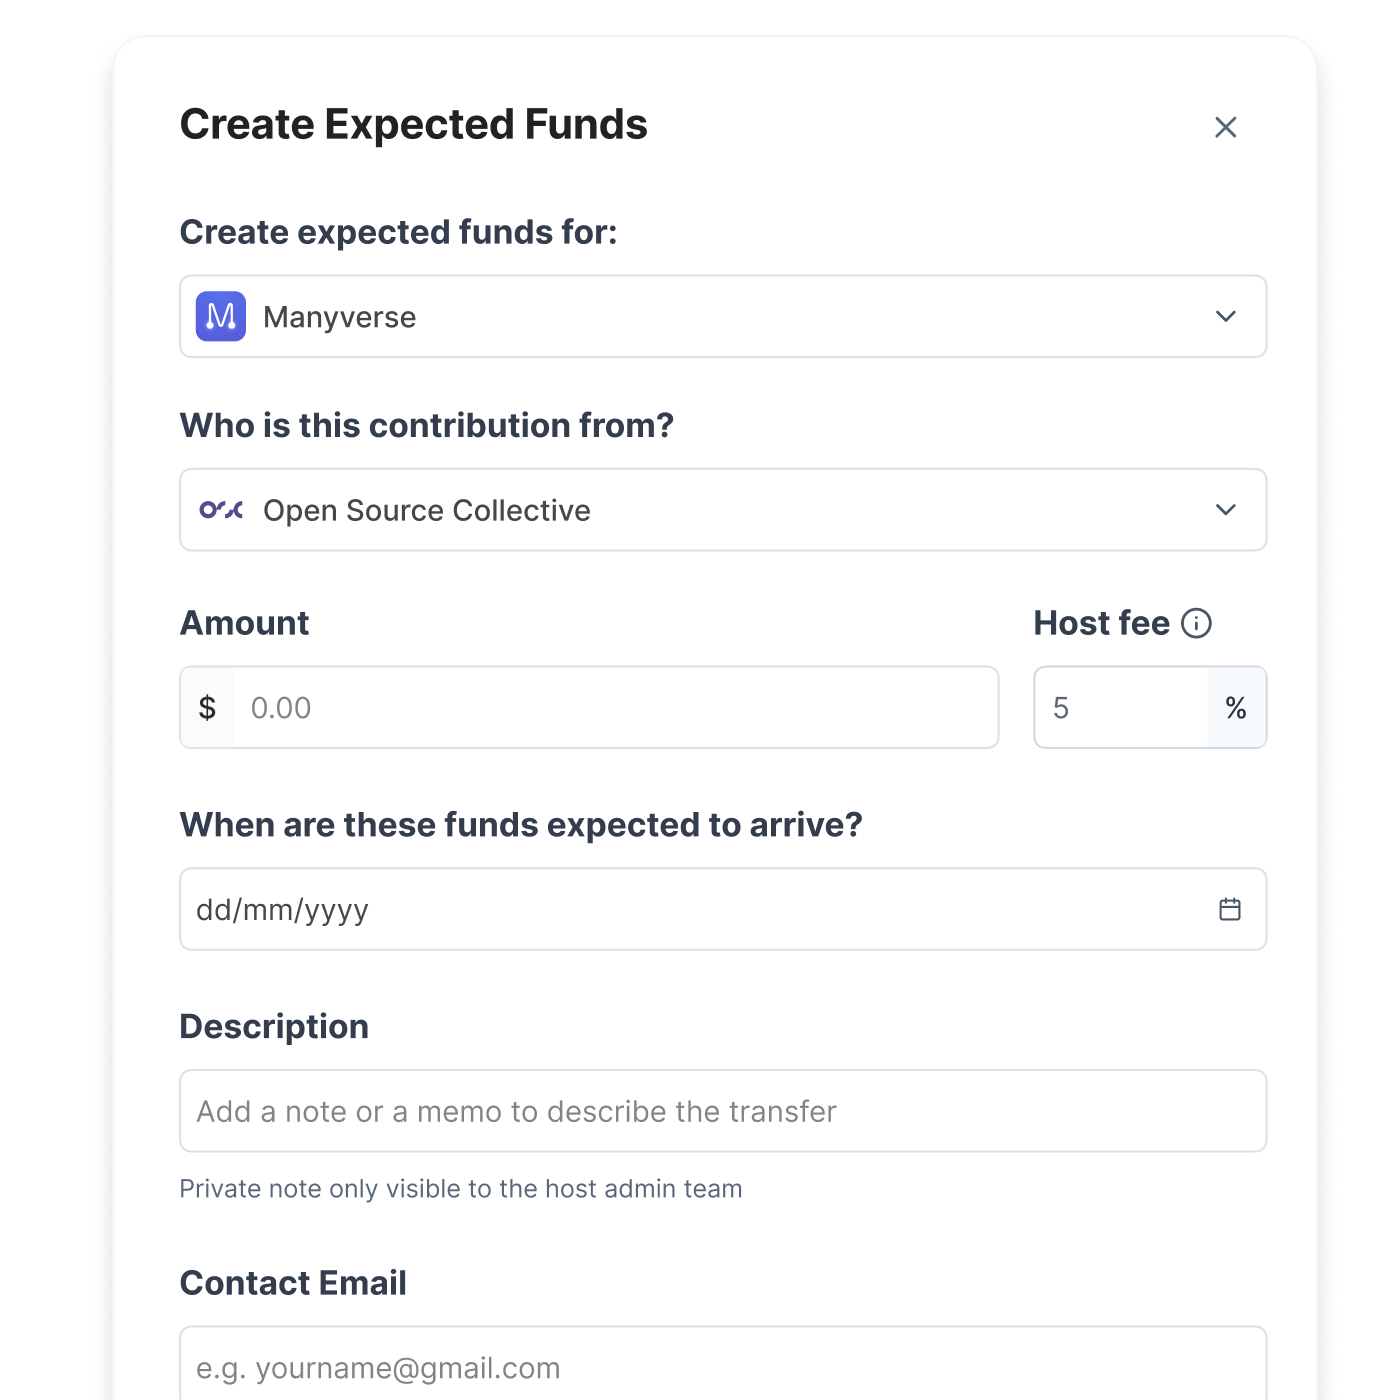 Create Expected Funds
Create expected funds for:
M Manyverse
Who is this contribution from?
osc Open Source Collective
Amount
Host fee
$ 0.00
5 %
When are these funds expected to arrive?
dd/mm/yyyy
Description
Add a note or a memo to describe the transfer
Private note only visible to the host admin team
Contact Email
e.g. yourname@gmail.com